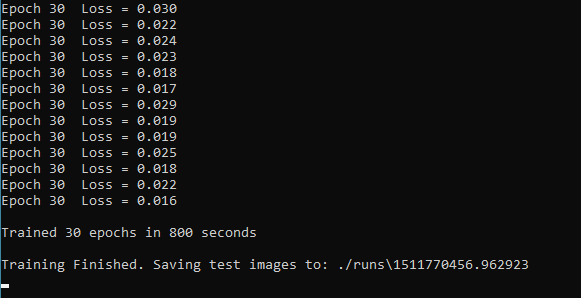 Epoch 30  Loss = 0.030
Epoch 30  Loss = 0.022
Epoch 30  Loss = 0.024
Epoch 30  Loss = 0.023
Epoch 30  Loss = 0.018
Epoch 30  Loss = 0.017
Epoch 30  Loss = 0.029
Epoch 30  Loss = 0.019
Epoch 30  Loss = 0.019
Epoch 30  Loss = 0.025
Epoch 30  Loss = 0.018
Epoch 30  Loss = 0.022
Epoch 30  Loss = 0.016
Trained 30 epochs in 800 seconds
Training Finished. Saving test images to: ./runs\1511770456.962923